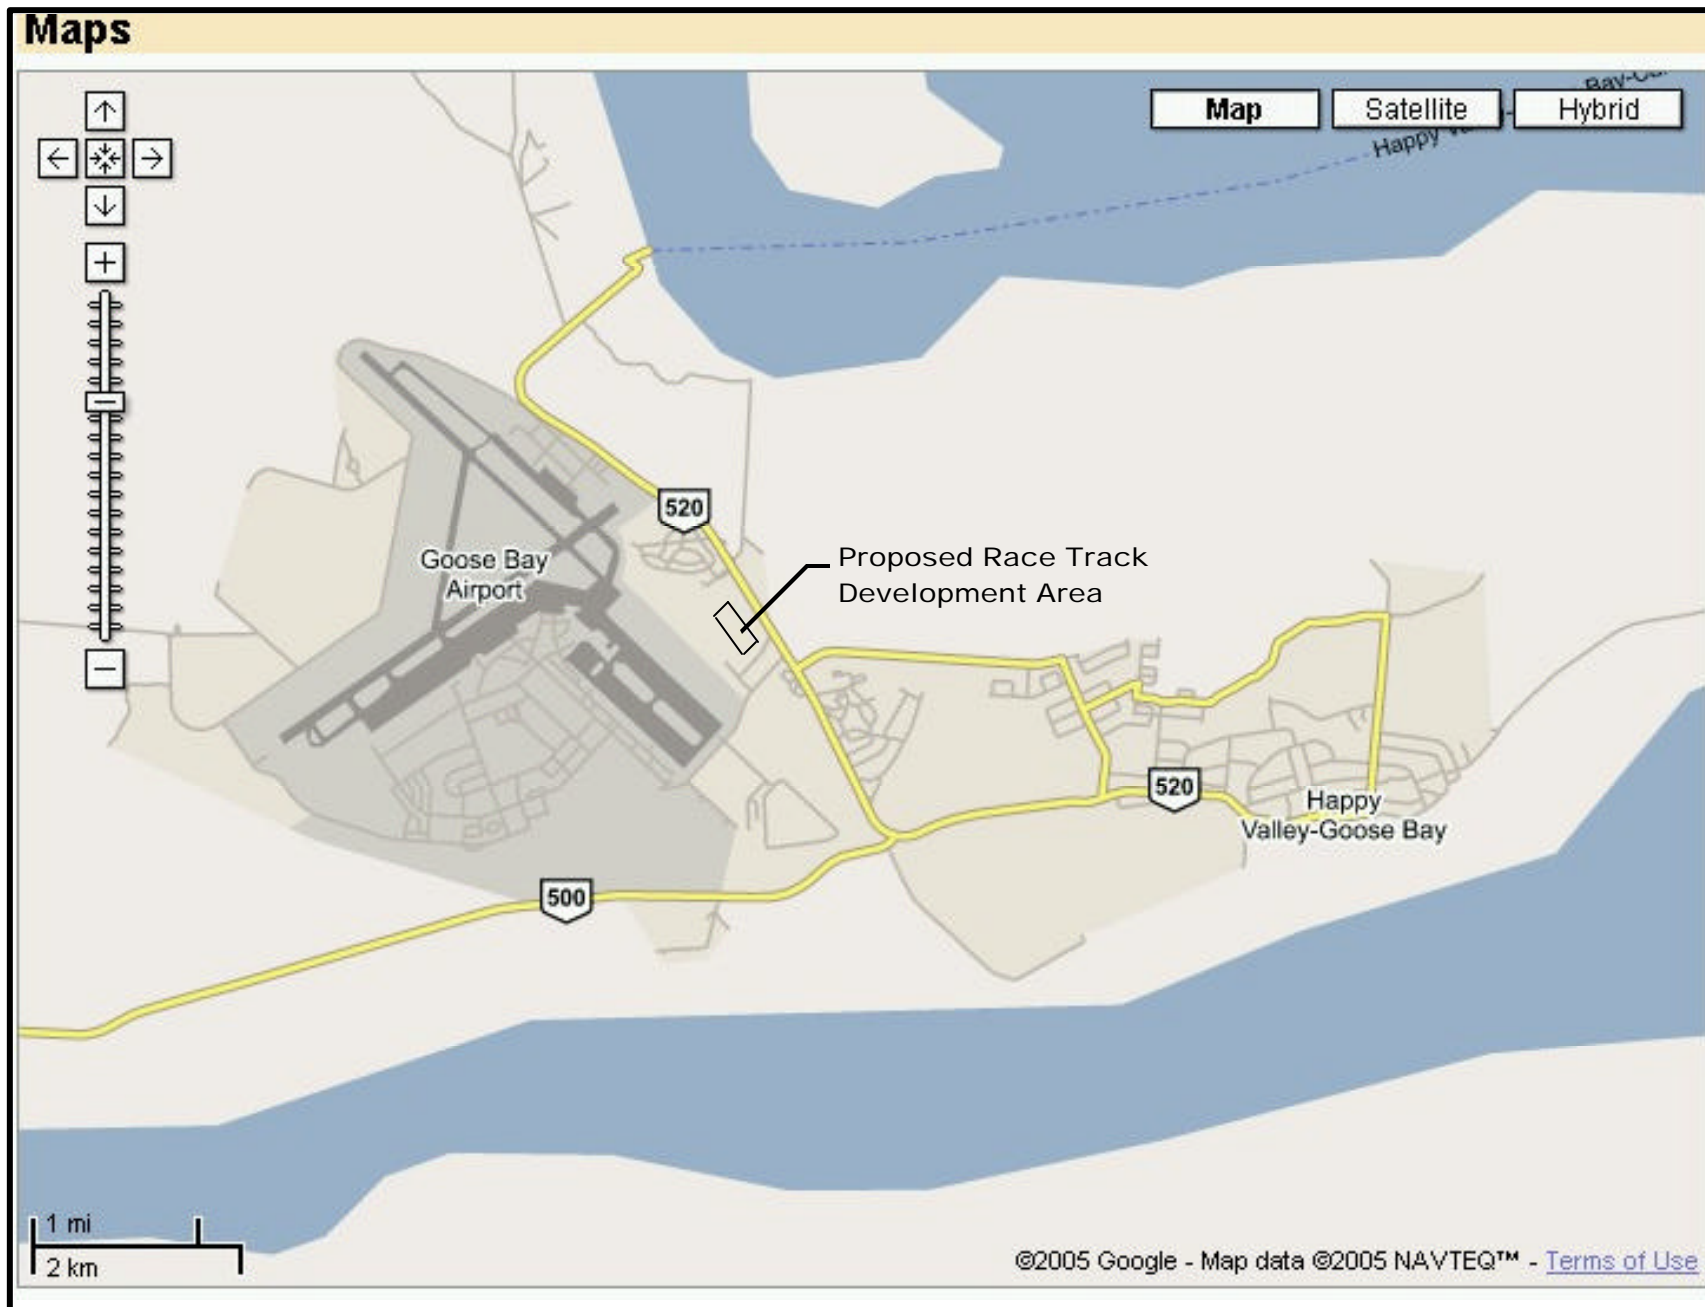 Maps
Bay-
Map
Satellite
Hybrid
Happy
520
Goose Bay
Airport
Proposed Race Track
Development Area
520
Happy
Valley-Goose Bay
500
1 mi
2 km
©2005 Google - Map data ©2005 NAVTEQ™ - Terms of Use